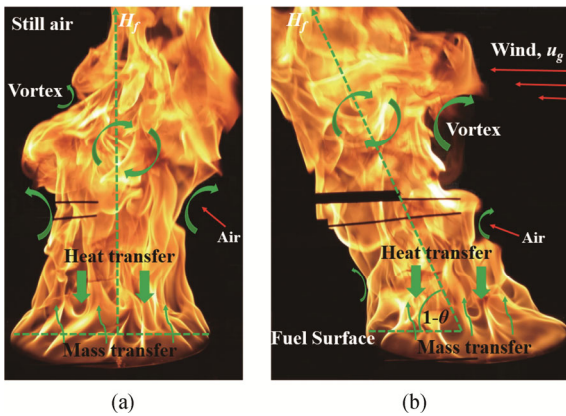 Still air
H_f
Vortex
Air
Heat transfer
Mass transfer
(a)
H_f
Wind, u_g
Vortex
Air
Heat transfer
1-θ
Fuel Surface
Mass transfer
(b)